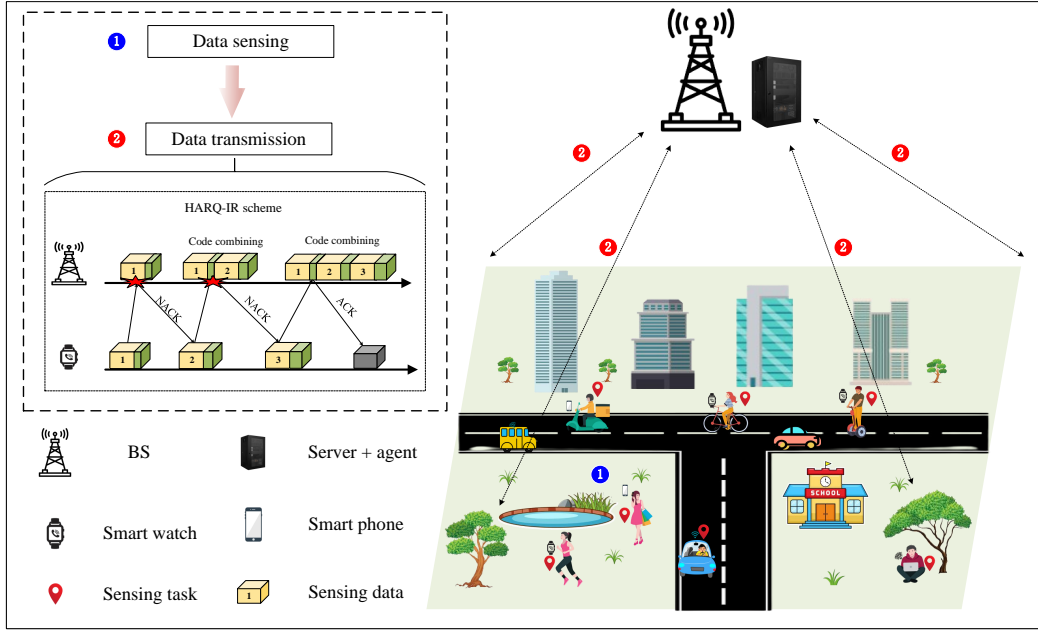 1 Data sensing
2 Data transmission
HARQ-IR scheme
Code combining
Code combining
1
1 2
1 2 3
NACK
NACK
ACK
1
2
3
BS
Server + agent
Smart watch
Smart phone
Sensing task
1
Sensing data
2
2
2
2
1
SCHOOL